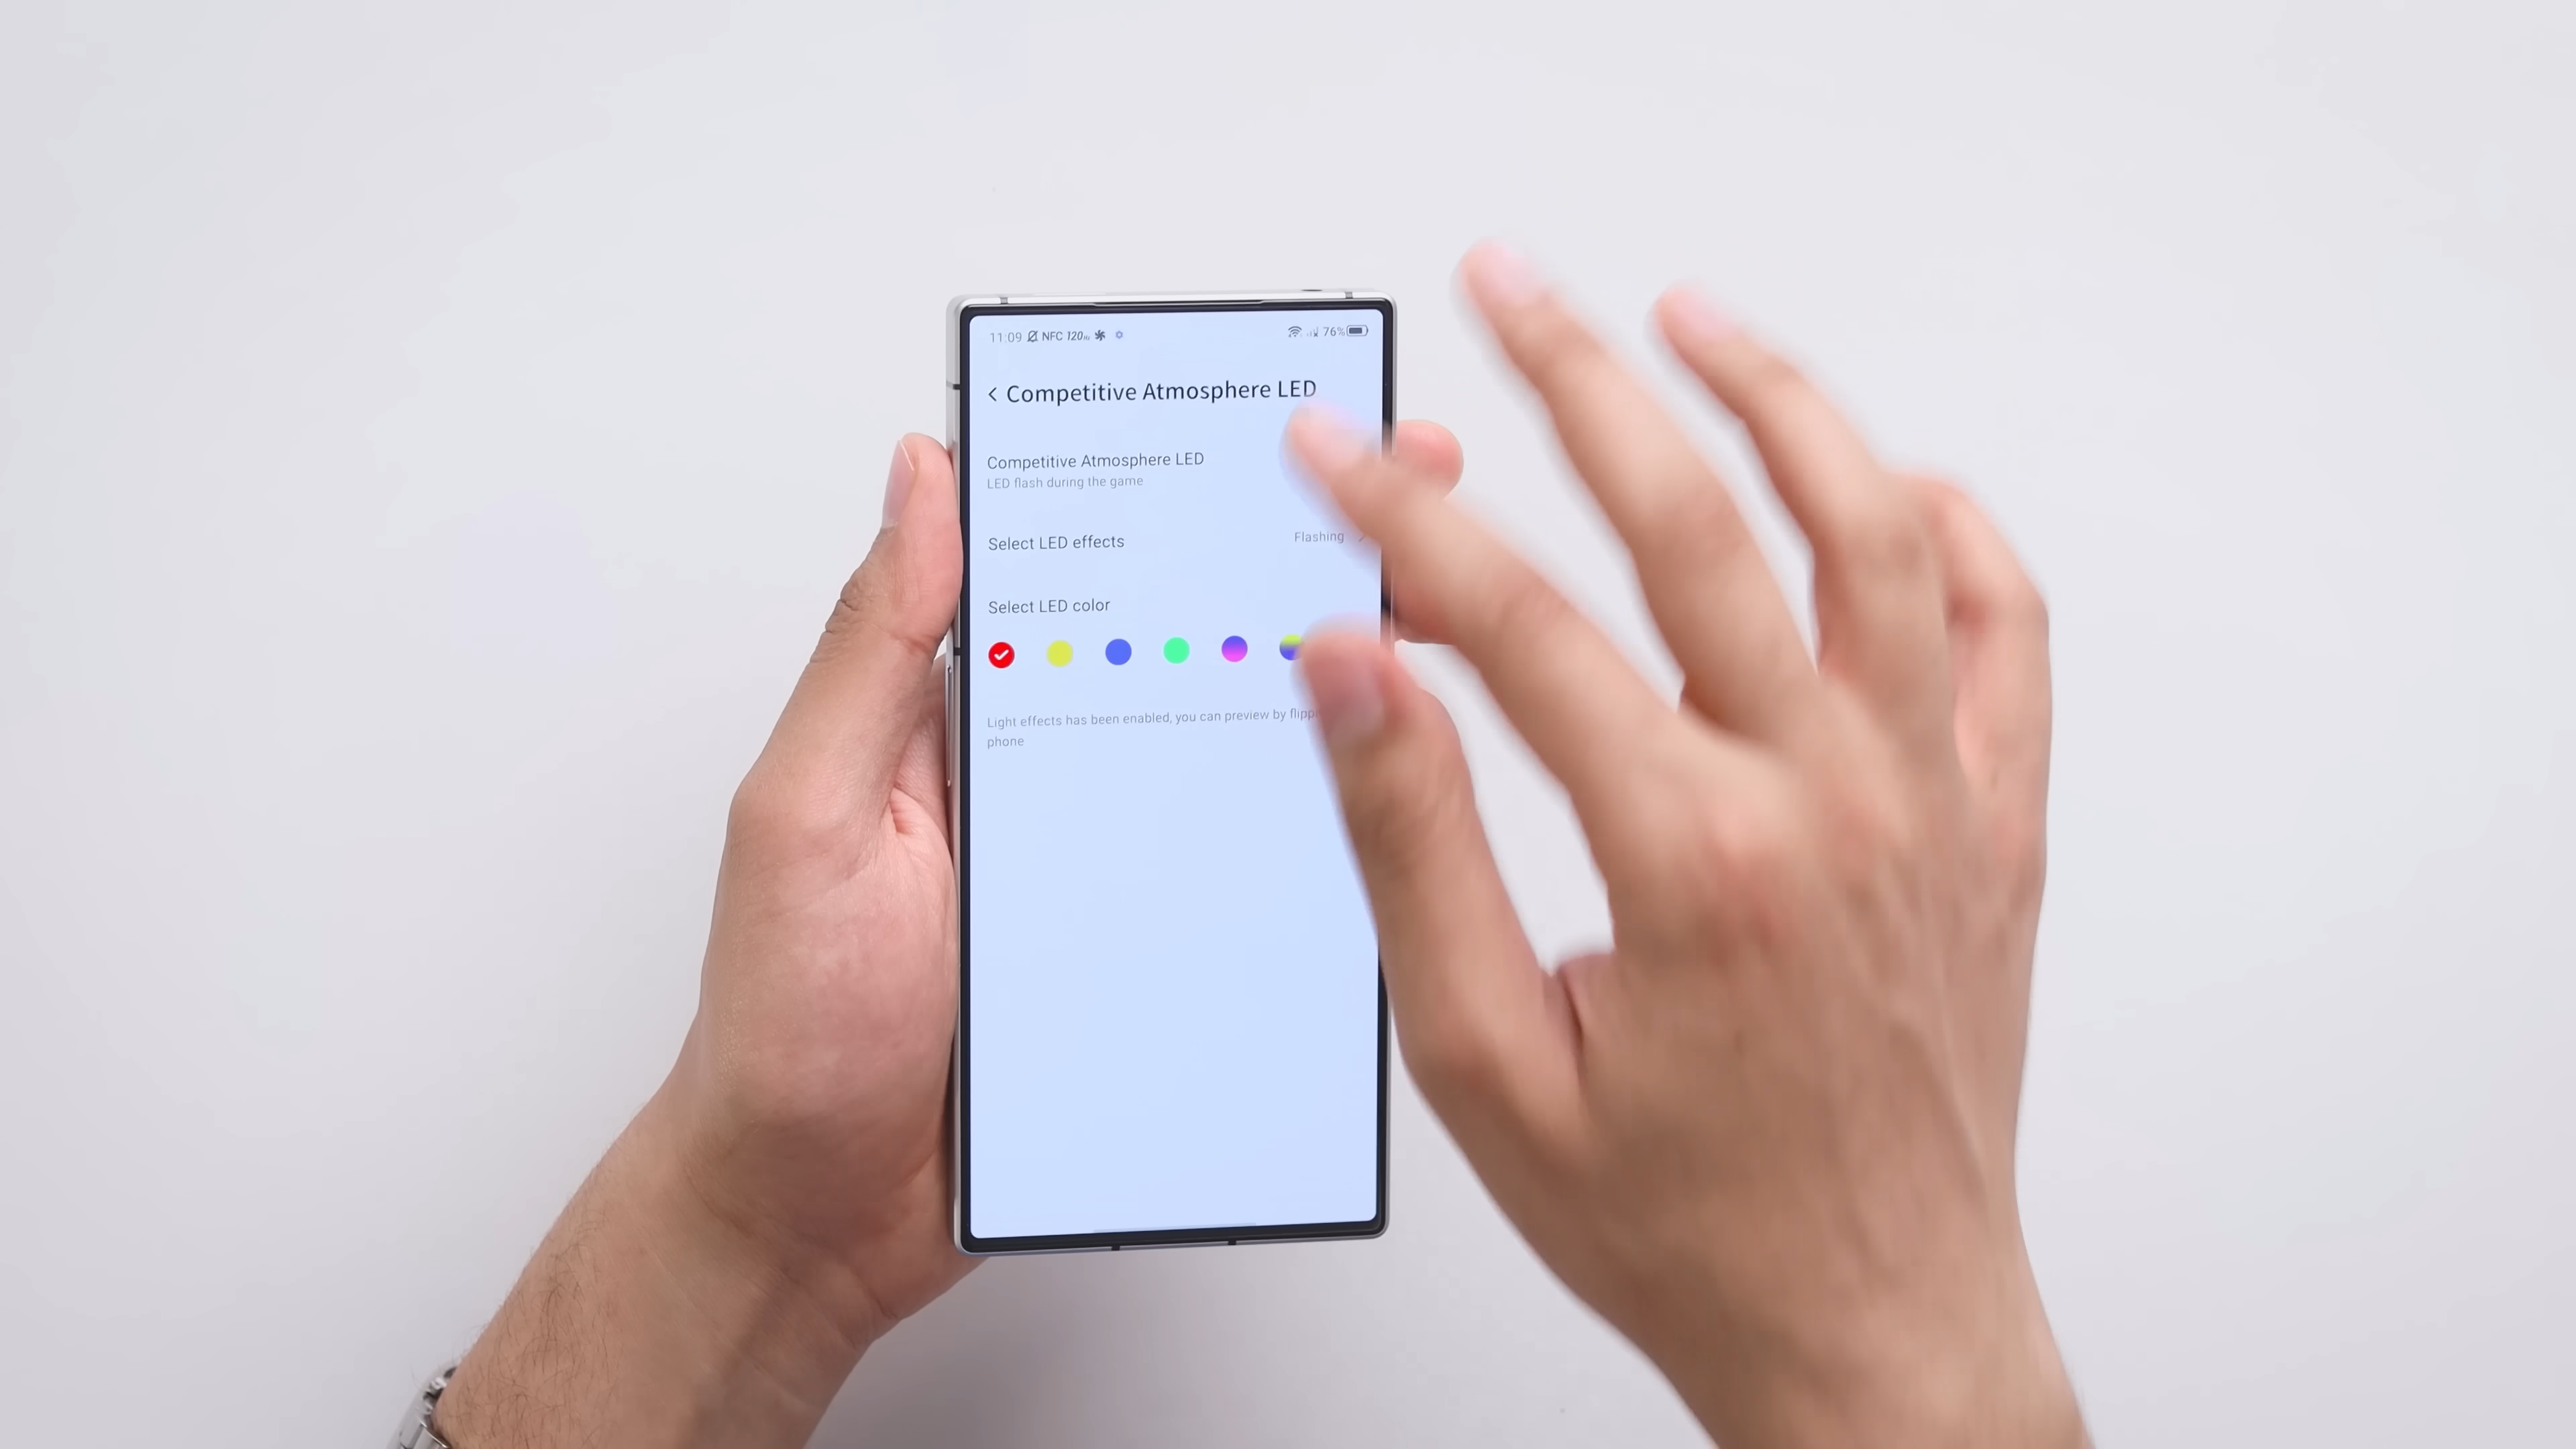 11:09 NFC 120Hz 76%
Competitive Atmosphere LED
Competitive Atmosphere LED
LED flash during the game
Select LED effects Flashing
Select LED color
Light effects has been enabled, you can preview by
phone